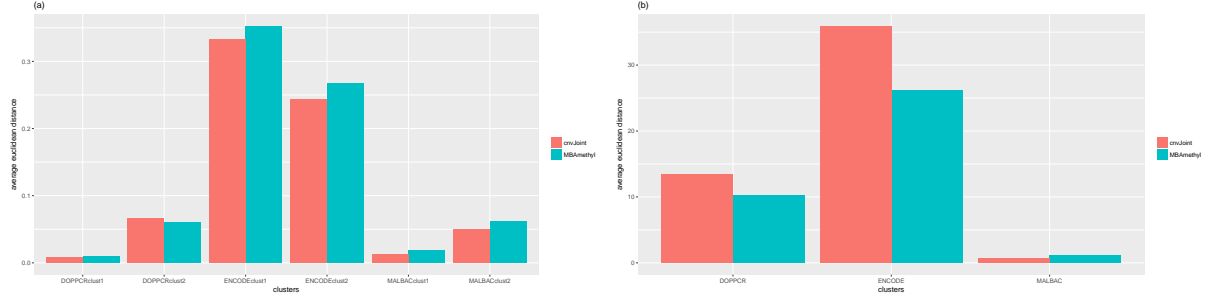 (a)
average euclidean distance
0.3
0.2
0.1
0.0
DOPPCRclust1 DOPPCRclust2 ENCODEclust1 ENCODEclust2 MALBACclust1 MALBACclust2
clusters
cnvJoint
MBAmethyl
(b)
average euclidean distance
30
20
10
0
DOPPCR ENCODE MALBAC
clusters
cnvJoint
MBAmethyl